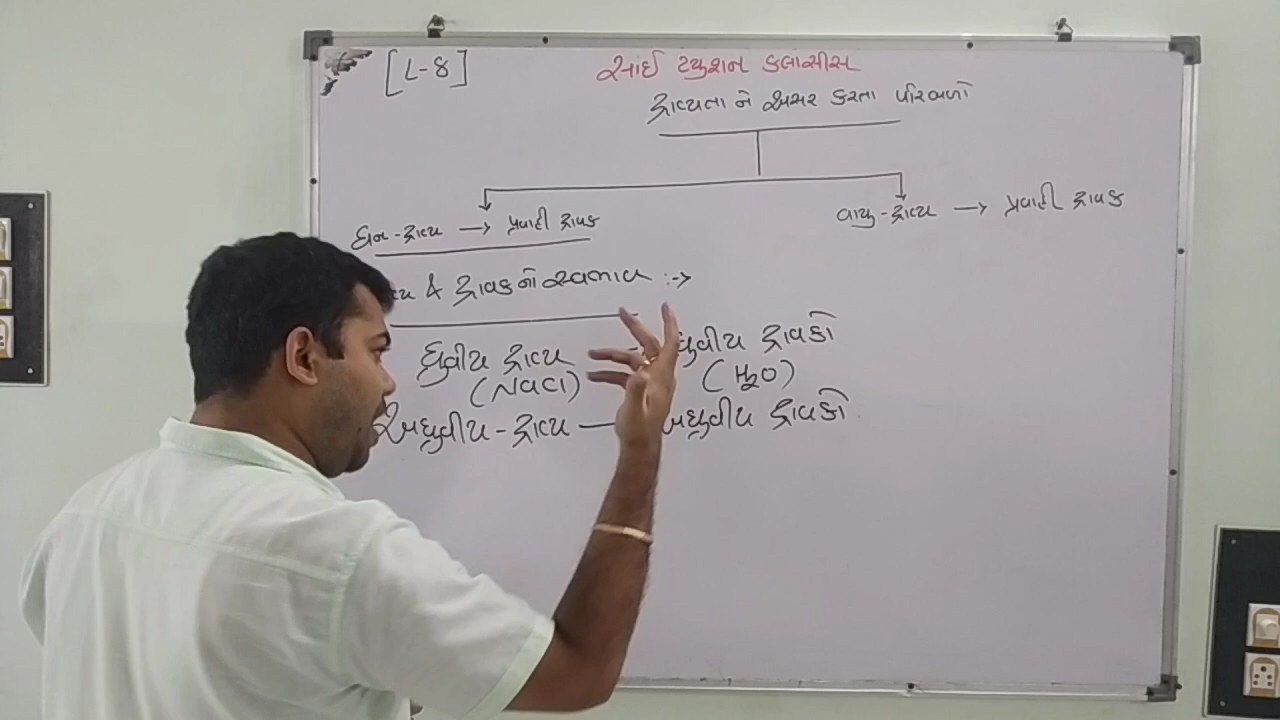 [L-8]
સાંઈ ટ્યુશન ક્લાસીસ
દ્રાવ્યતા ને અસર કરતા પરિબળો
ઘન-દ્રાવ્ય → પ્રવાહી દ્રાવક
વાયુ-દ્રાવ્ય → પ્રવાહી દ્રાવક
& દ્રાવક નો સ્વભાવ :→
ધ્રુવીય દ્રાવ્ય ધ્રુવીય દ્રાવકો
(NaCl) (H2O)
અધ્રુવીય-દ્રાવ્ય — અધ્રુવીય દ્રાવકો